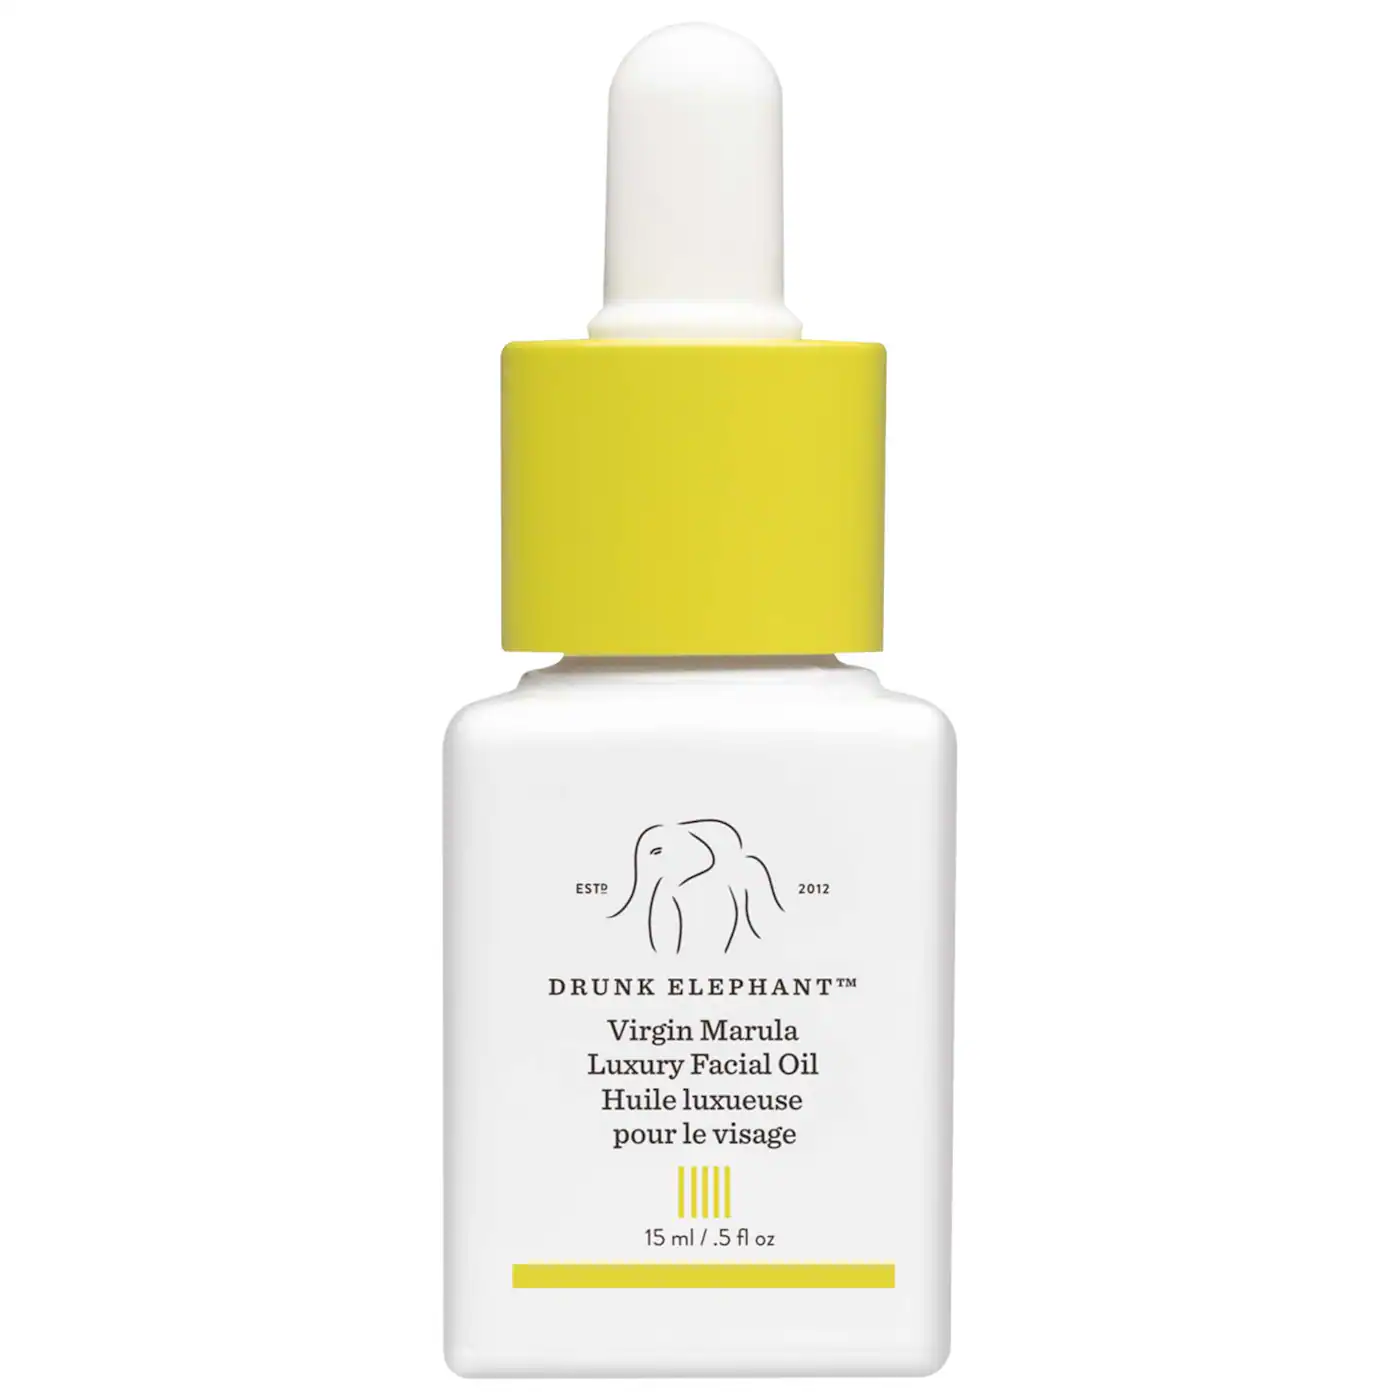 ESTD 2012
DRUNK ELEPHANT™
Virgin Marula
Luxury Facial Oil
Huile luxueuse
pour le visage
15 ml / .5 fl oz